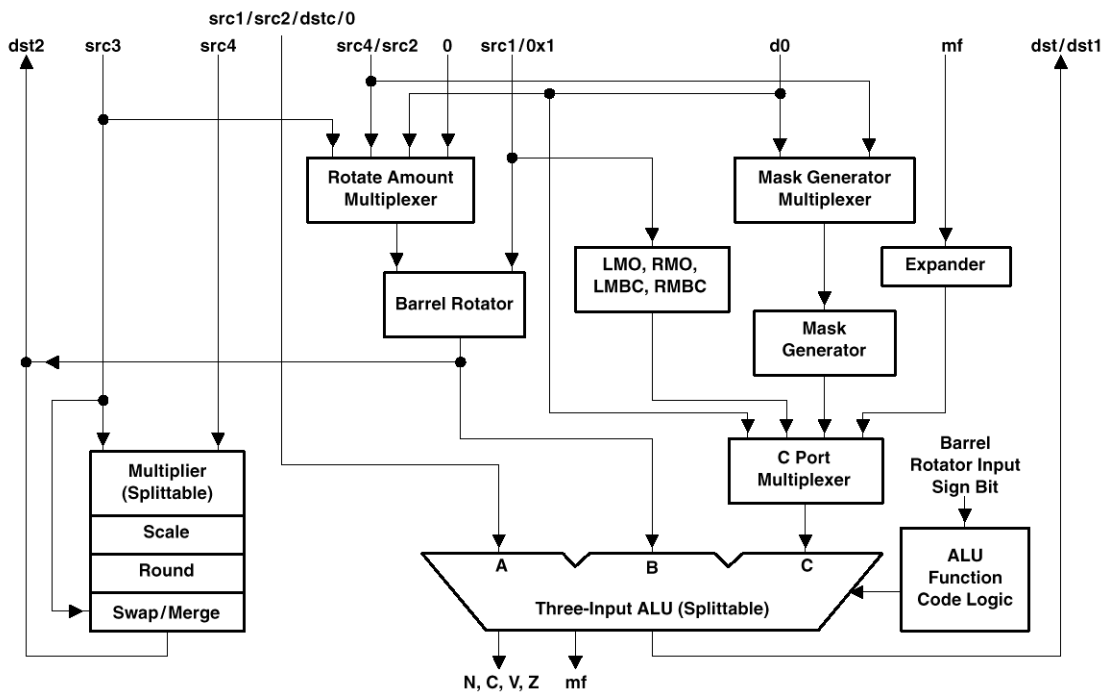 src1/src2/dstc/0
dst2
src3
src4
src4/src2
0
src1/0x1
d0
mf
dst/dst1
Rotate Amount
Multiplexer
Mask Generator
Multiplexer
LMO, RMO,
LMBC, RMBC
Expander
Barrel Rotator
Mask
Generator
Multiplier
(Splittable)
Scale
Round
Swap/Merge
C Port
Multiplexer
Barrel
Rotator Input
Sign Bit
A
B
C
Three-Input ALU (Splittable)
ALU
Function
Code Logic
N, C, V, Z
mf